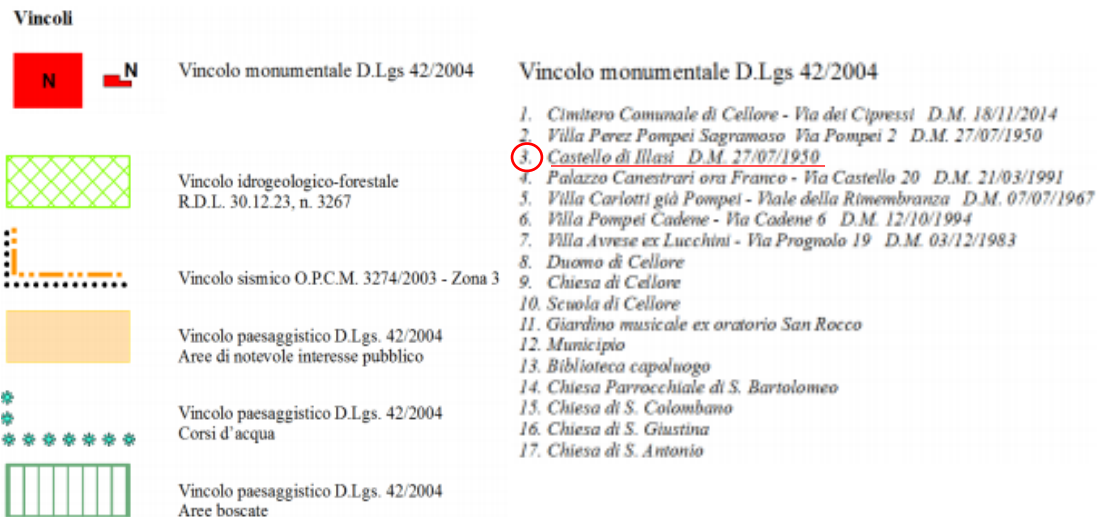 Vincoli
N
N
Vincolo monumentale D.Lgs 42/2004
Vincolo idrogeologico-forestale
R.D.L. 30.12.23, n. 3267
Vincolo sismico O.P.C.M. 3274/2003 - Zona 3
Vincolo paesaggistico D.Lgs. 42/2004
Aree di notevole interesse pubblico
Vincolo paesaggistico D.Lgs. 42/2004
Corsi d'acqua
Vincolo paesaggistico D.Lgs. 42/2004
Aree boscate
Vincolo monumentale D.Lgs 42/2004
1. Cimitero Comunale di Cellore - Via dei Cipressi D.M. 18/11/2014
2. Villa Perez Pompei Sagramoso Via Pompei 2 D.M. 27/07/1950
3. Castello di Illasi D.M. 27/07/1950
4. Palazzo Canestrari ora Franco - Via Castello 20 D.M. 21/03/1991
5. Villa Carlotti già Pompei - Viale della Rimembranza D.M. 07/07/1967
6. Villa Pompei Cadene - Via Cadene 6 D.M. 12/10/1994
7. Villa Avrese ex Lucchini - Via Prognolo 19 D.M. 03/12/1983
8. Duomo di Cellore
9. Chiesa di Cellore
10. Scuola di Cellore
11. Giardino musicale ex oratorio San Rocco
12. Municipio
13. Biblioteca capoluogo
14. Chiesa Parrocchiale di S. Bartolomeo
15. Chiesa di S. Colombano
16. Chiesa di S. Giustina
17. Chiesa di S. Antonio